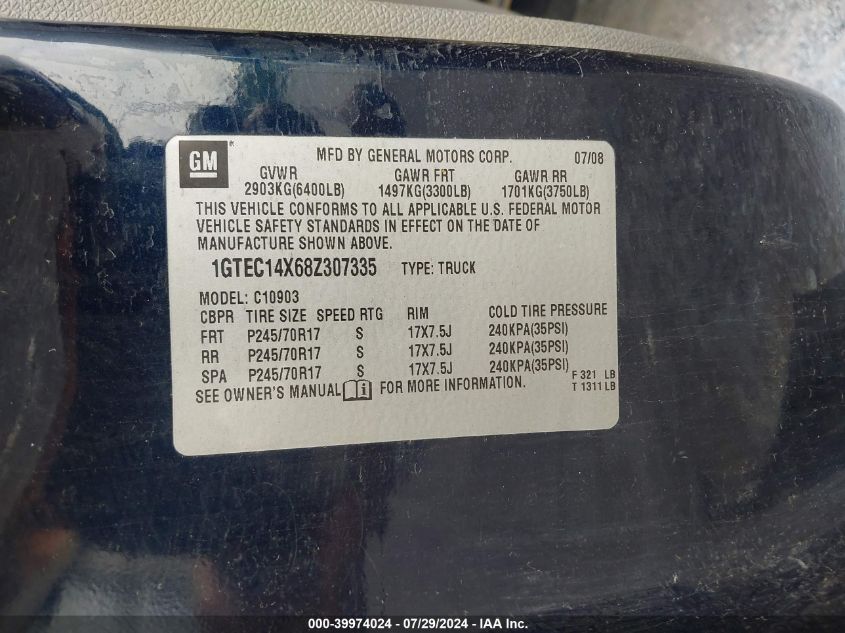 GM
MFD BY GENERAL MOTORS CORP. 07/08
GVWR GAWR FRT GAWR RR
2903KG(6400LB) 1497KG(3300LB) 1701KG(3750LB)
THIS VEHICLE CONFORMS TO ALL APPLICABLE U.S. FEDERAL MOTOR
VEHICLE SAFETY STANDARDS IN EFFECT ON THE DATE OF
MANUFACTURE SHOWN ABOVE.
1GTEC14X68Z307335 TYPE: TRUCK
MODEL: C10903
CBPR TIRE SIZE SPEED RTG RIM COLD TIRE PRESSURE
FRT P245/70R17 S 17X7.5J 240KPA(35PSI)
RR P245/70R17 S 17X7.5J 240KPA(35PSI)
SPA P245/70R17 S 17X7.5J 240KPA(35PSI)
F 321 LB
T 1311 LB
SEE OWNER'S MANUAL i FOR MORE INFORMATION.
000-39974024 - 07/29/2024 - IAA Inc.